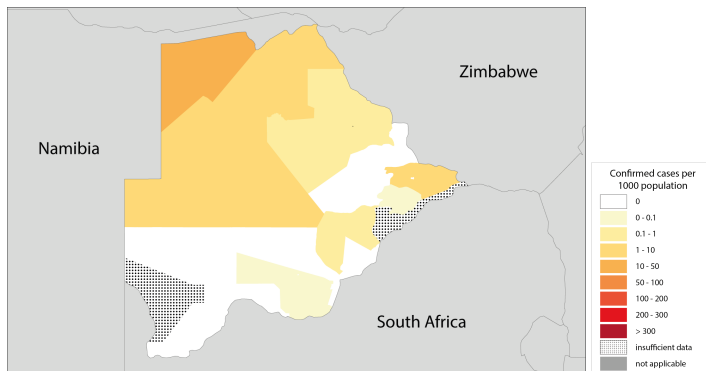 Zimbabwe
Namibia
South Africa
Confirmed cases per
1000 population
0
0 - 0.1
0.1 - 1
1 - 10
10 - 50
50 - 100
100 - 200
200 - 300
> 300
insufficient data
not applicable